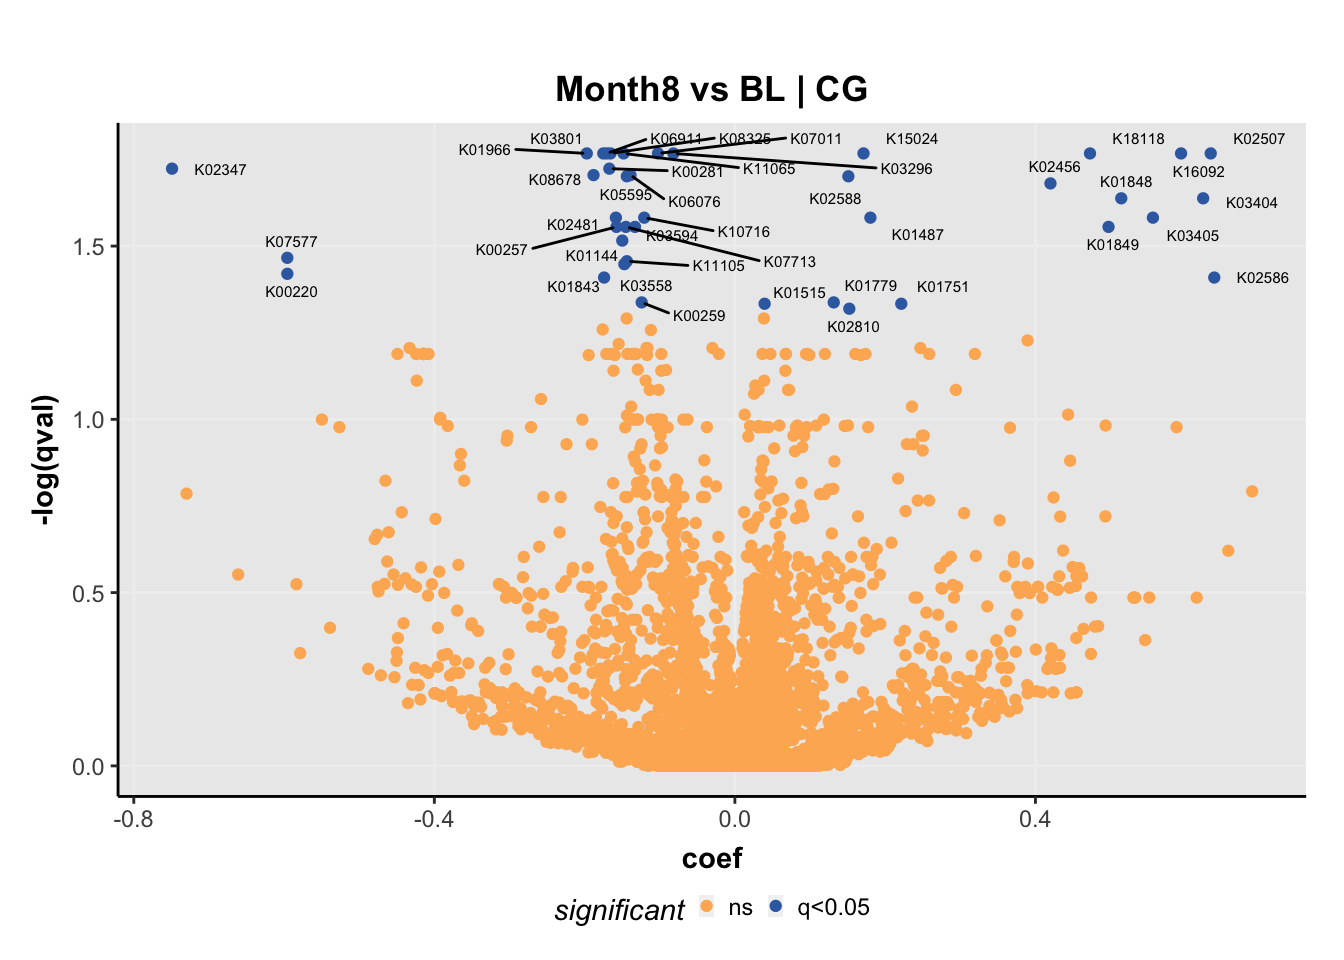 Month8 vs BL | CG
K03801 K06911 K08325 K07011 K15024 K18118 K02507
K01966
K02347 K08678 K00281 K11065 K03296 K02456 K16092
K05595 K06076 K02588 K01848 K03404
K02481 K03594 K10716 K01487 K01849 K03405
K07577 K00257 K01144 K11105 K07713
K00220 K01843 K03558 K01515 K01779 K01751 K02586
K00259 K02810
-log(qval)
1.5
1.0
0.5
0.0
-0.8 -0.4 0.0 0.4
coef
significant ns q<0.05